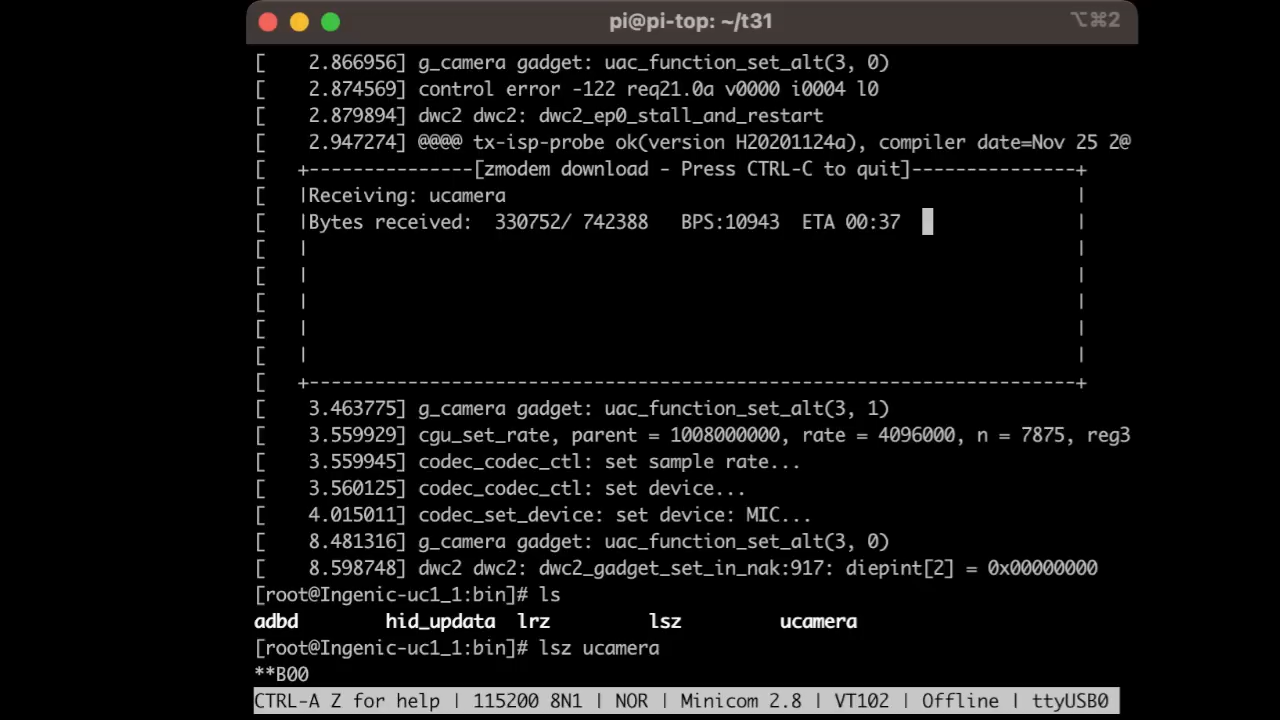 pi@pi-top: ~/t31
⌥⌘2
[    2.866956] g_camera gadget: uac_function_set_alt(3, 0)
[    2.874569] control error -122 req21.0a v0000 i0004 l0
[    2.879894] dwc2 dwc2: dwc2_ep0_stall_and_restart
[    2.947274] @@@@ tx-isp-probe ok(version H20201124a), compiler date=Nov 25 2@
[   +---------------[zmodem download - Press CTRL-C to quit]---------------+
[   |Receiving: ucamera                                                    |
[   |Bytes received:  330752/ 742388   BPS:10943  ETA 00:37                |
[   |                                                                      |
[   |                                                                      |
[   |                                                                      |
[   |                                                                      |
[   |                                                                      |
[   +----------------------------------------------------------------------+
[    3.463775] g_camera gadget: uac_function_set_alt(3, 1)
[    3.559929] cgu_set_rate, parent = 1008000000, rate = 4096000, n = 7875, reg3
[    3.559945] codec_codec_ctl: set sample rate...
[    3.560125] codec_codec_ctl: set device...
[    4.015011] codec_set_device: set device: MIC...
[    8.481316] g_camera gadget: uac_function_set_alt(3, 0)
[    8.598748] dwc2 dwc2: dwc2_gadget_set_in_nak:917: diepint[2] = 0x00000000
[root@Ingenic-uc1_1:bin]# ls
adbd        hid_updata  lrz         lsz         ucamera
[root@Ingenic-uc1_1:bin]# lsz ucamera
**B00
CTRL-A Z for help | 115200 8N1 | NOR | Minicom 2.8 | VT102 | Offline | ttyUSB0